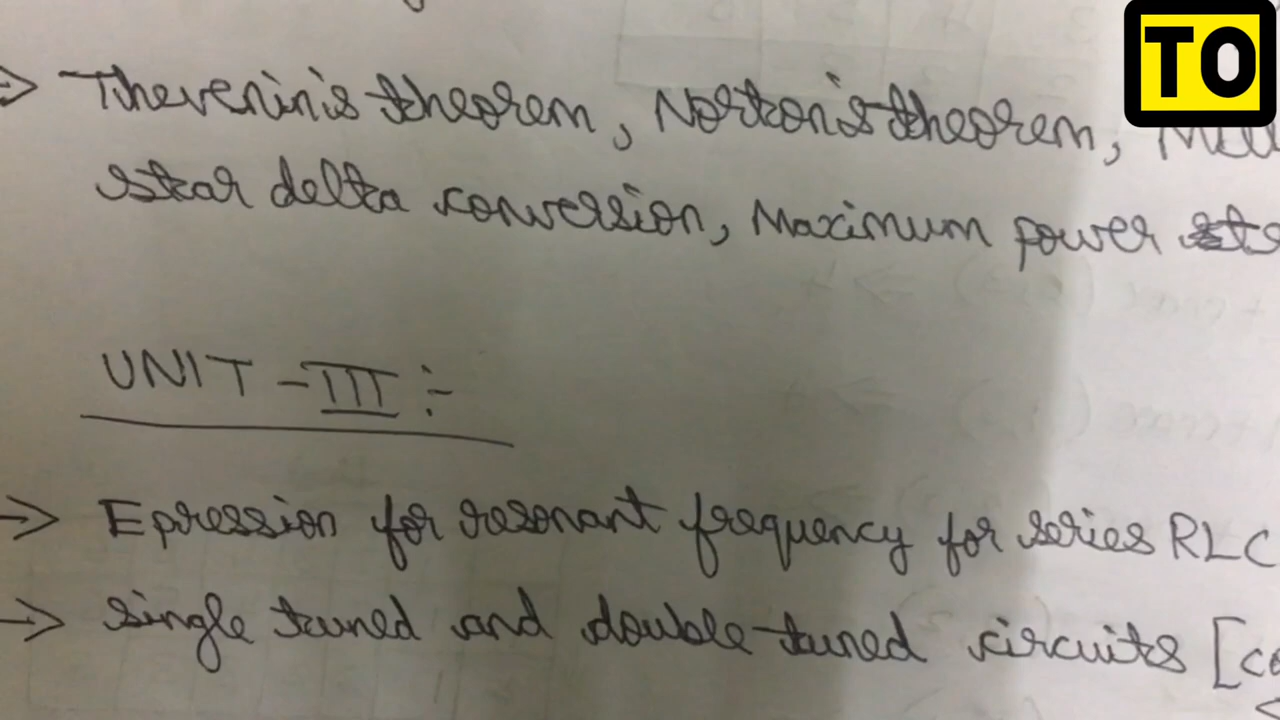 TO
→ Thevenin's theorem, Norton's theorem,
star delta conversion, Maximum power
UNIT - III :-
→ Epression for resonant frequency for series RLC
→ single tuned and double tuned circuits [